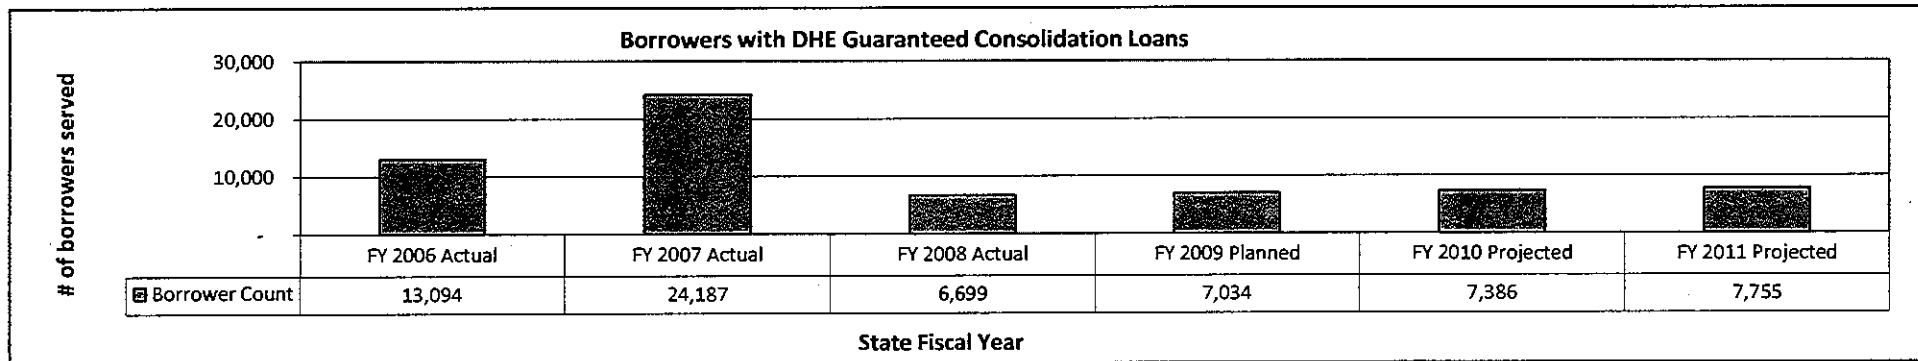 Borrowers with DHE Guaranteed Consolidation Loans
# of borrowers served
30,000
20,000
10,000
-
FY 2006 Actual FY 2007 Actual FY 2008 Actual FY 2009 Planned FY 2010 Projected FY 2011 Projected
Borrower Count 13,094 24,187 6,699 7,034 7,386 7,755
State Fiscal Year